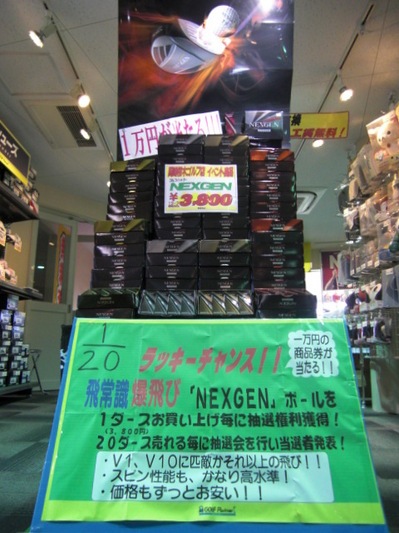 1万円が当たる!!!
NEXGEN
工賃無料!
イベント
NEXGEN
¥3,800
1/20
ラッキーチャンス!!
一万円の
商品券が
当たる!!
飛常識 爆飛び 「NEXGEN」ボールを
1ダースお買い上げ毎に抽選権利獲得!
(3,800円)
20ダース売れる毎に抽選会を行い当選者発表!
・V1、V10に匹敵かそれ以上の飛び!!
・スピン性能も、かなり高水準!
・価格もずっとお安い!!
GOLF Partner